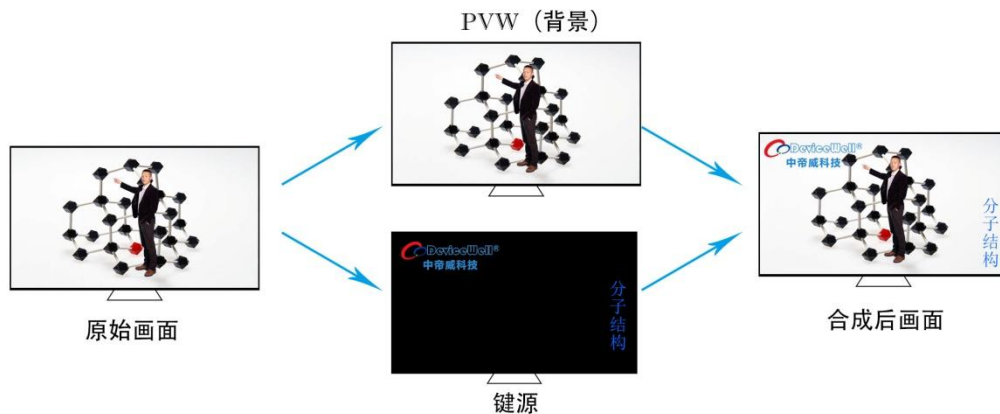 PVW（背景）
原始画面
DeviceWell®
中帝威科技
分子结构
键源
DeviceWell®
中帝威科技
分子结构
合成后画面